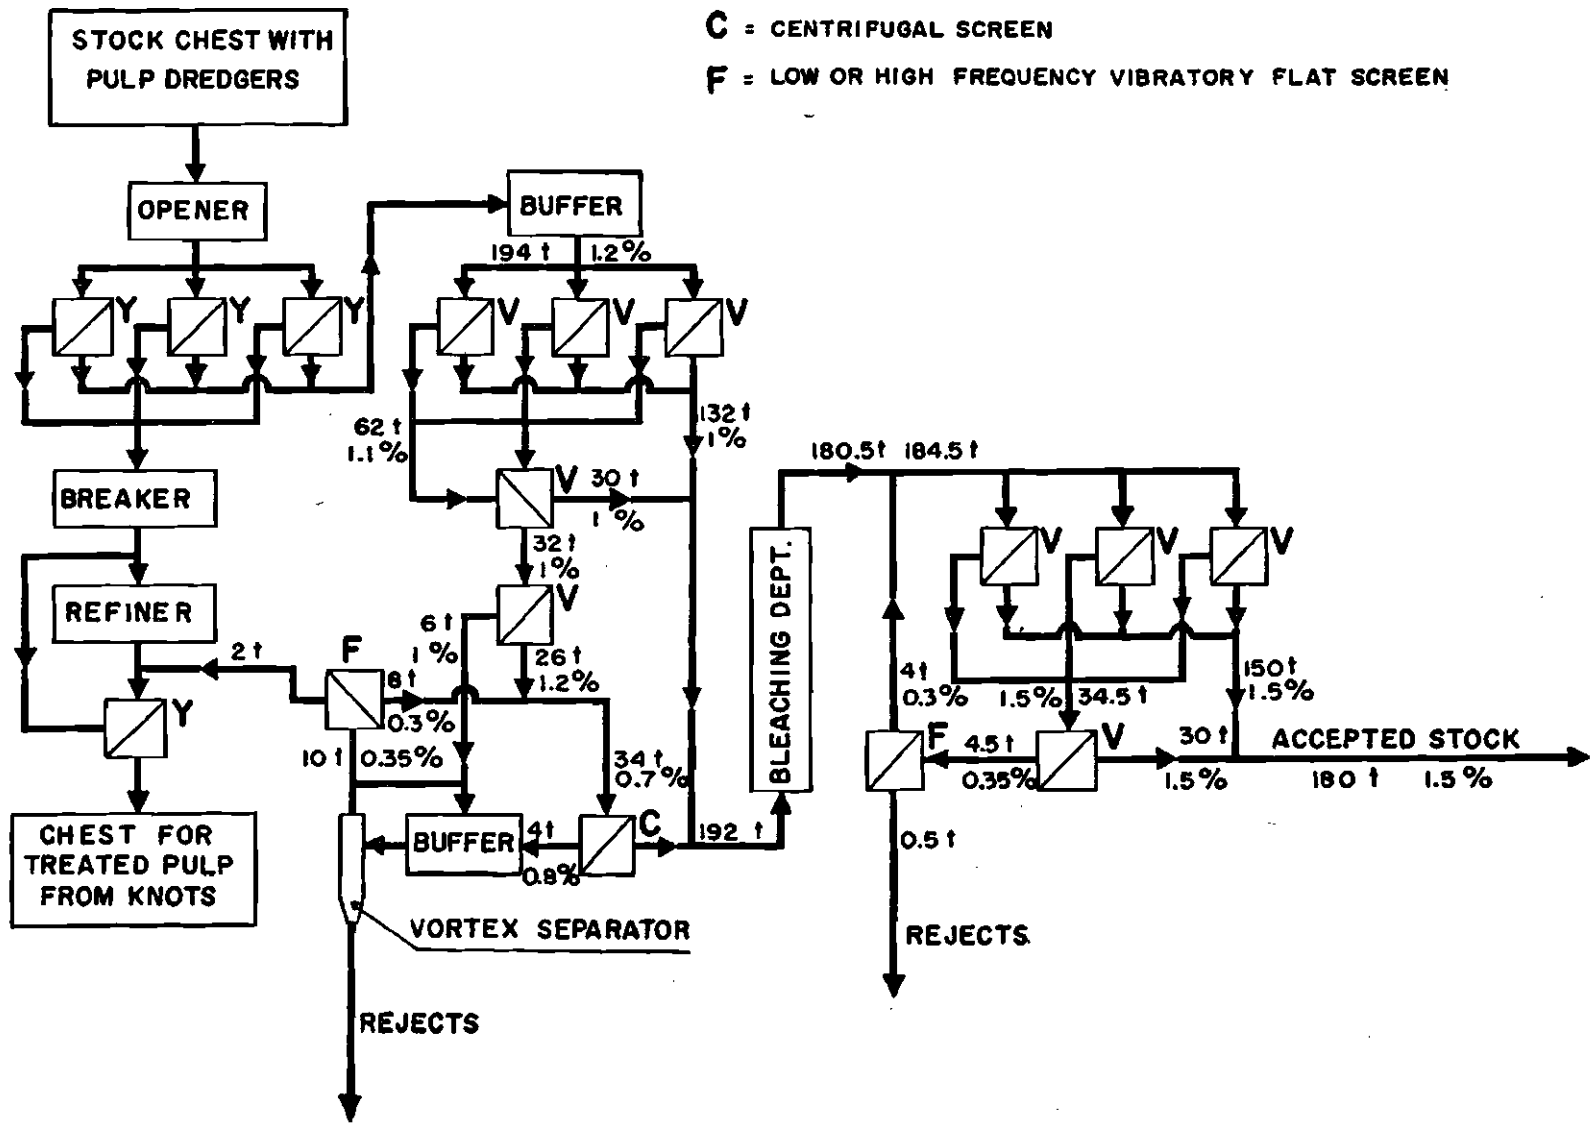 C = CENTRIFUGAL SCREEN
F = LOW OR HIGH FREQUENCY VIBRATORY FLAT SCREEN
STOCK CHEST WITH
PULP DREDGERS
OPENER
Y
Y
Y
BREAKER
REFINER
2 t
Y
CHEST FOR
TREATED PULP
FROM KNOTS
BUFFER
194 t 1.2%
V
V
V
62 t
1.1%
132 t
1%
V
30 t
1%
32 t
1%
V
6 t
1%
26 t
1.2%
F
8 t
0.3%
10 t 0.35%
34 t
0.7%
BUFFER
4 t
0.8%
C
192 t
VORTEX SEPARATOR
REJECTS
BLEACHING DEPT.
180.5 t 184.5 t
V
V
V
4 t
0.3%
1.5% 34.5 t
150 t
1.5%
F
4.5 t
0.35%
V
30 t
1.5%
ACCEPTED STOCK
180 t 1.5%
0.5 t
REJECTS